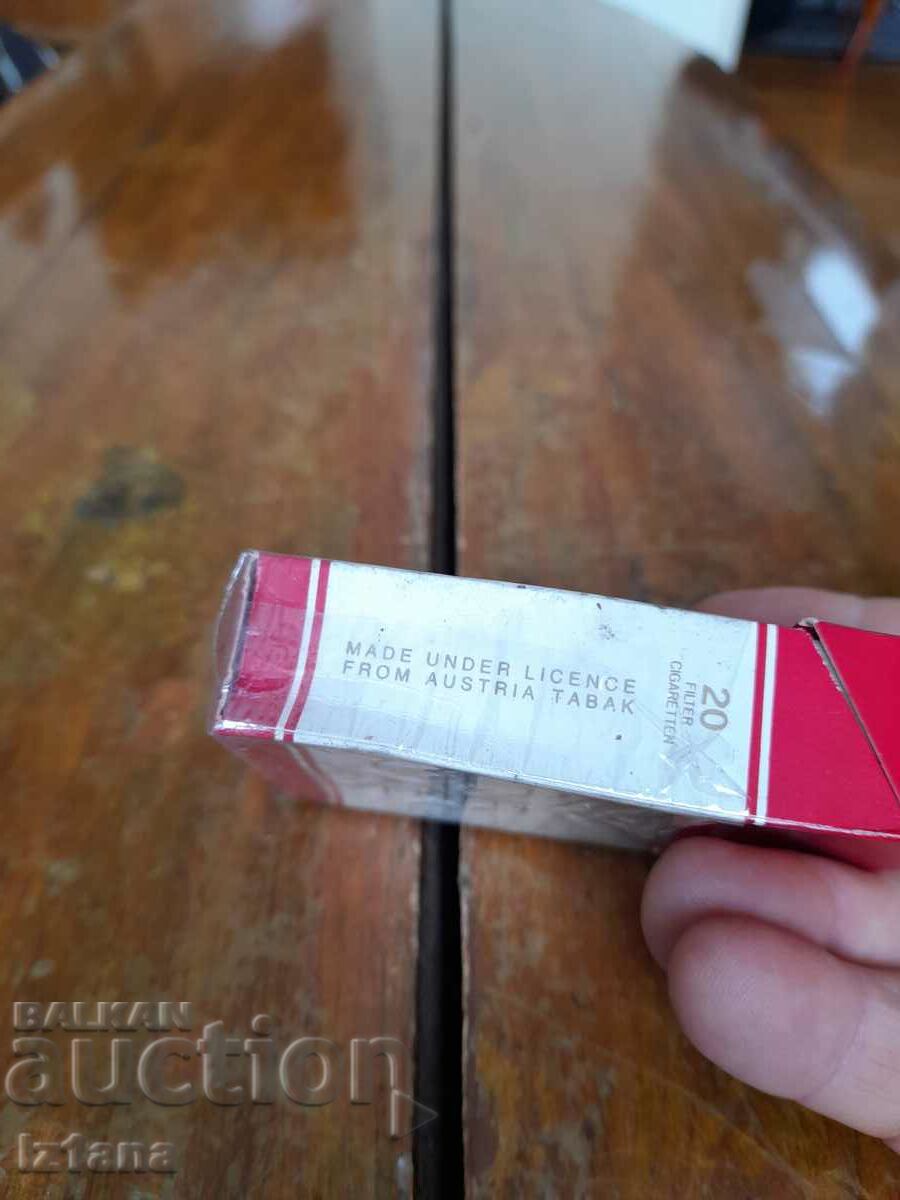 MADE UNDER LICENCE
FROM AUSTRIA TABAK
20
FILTER
CIGARETTEN
BALKAN
auction
Iztana